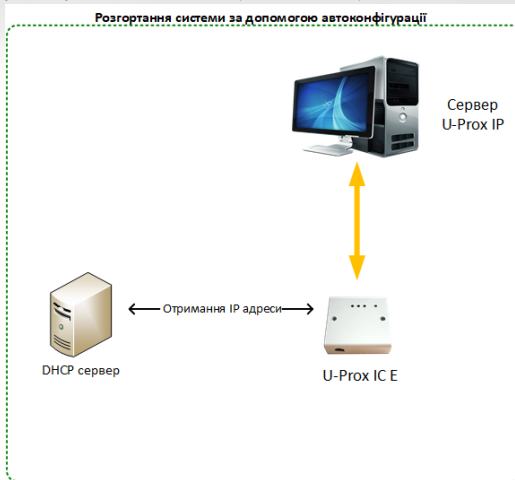 Розгортання системи за допомогою автоконфігурації
Сервер
U-Prox IP
Отримання IP адреси
DHCP сервер
U-Prox IC E